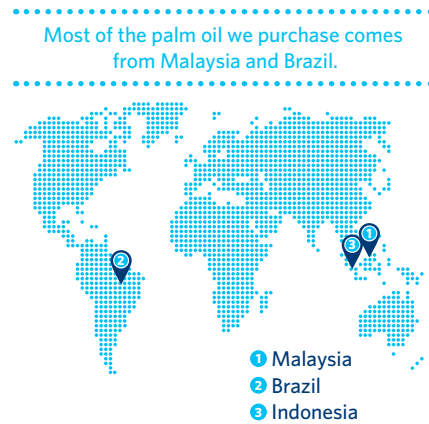 Most of the palm oil we purchase comes
from Malaysia and Brazil.
1
3
2
1 Malaysia
2 Brazil
3 Indonesia